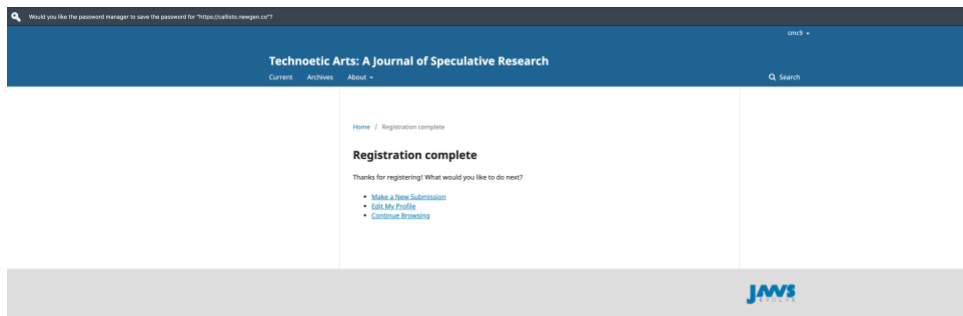 Would you like the password manager to save the password for "https://callisto.newgen.co"?
cmc9
Technoetic Arts: A Journal of Speculative Research
Current Archives About
Search
Home / Registration complete
Registration complete
Thanks for registering! What would you like to do next?
Make a New Submission
Edit My Profile
Continue Browsing
JAWS
EVOLVE